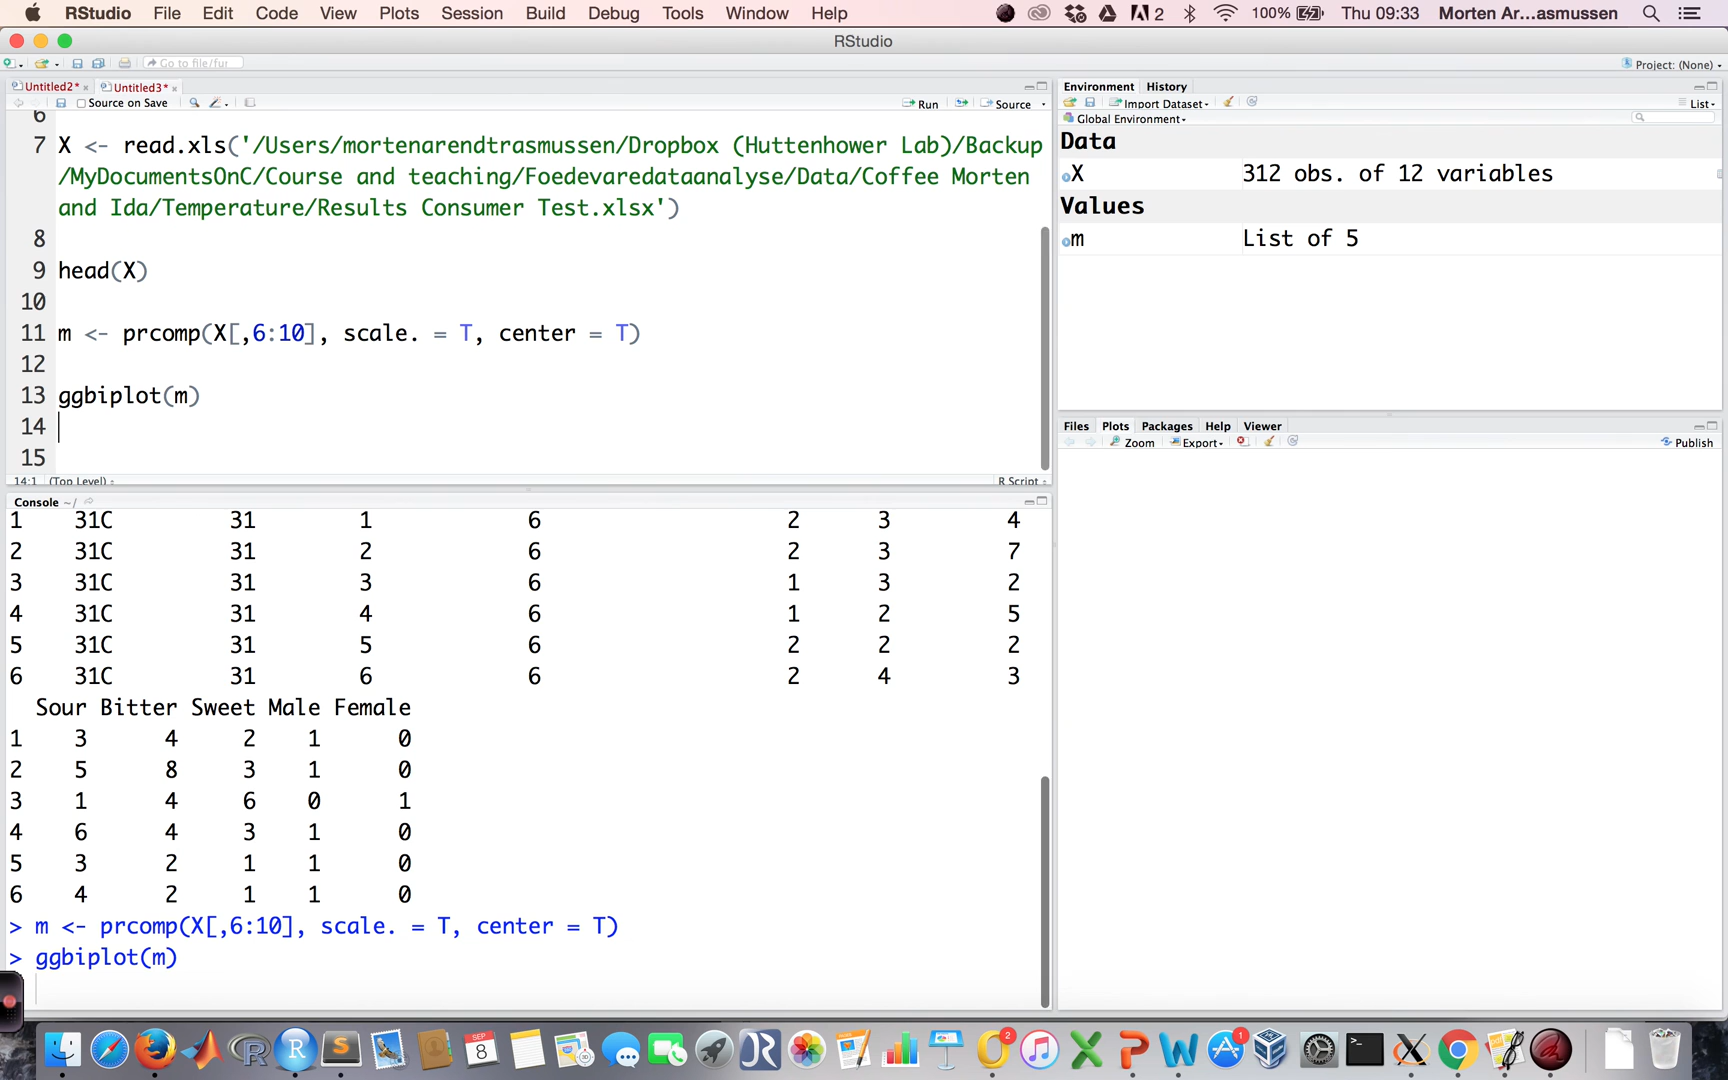 RStudio File Edit Code View Plots Session Build Debug Tools Window Help 2 100% Thu 09:33 Morten Ar...asmussen
RStudio
Go to file/fur Project: (None)
Untitled2* Untitled3*
Source on Save Run Source
6
7 X <- read.xls('/Users/mortenarendtrasmussen/Dropbox (Huttenhower Lab)/Backup
/MyDocumentsOnC/Course and teaching/Foedevaredataanalyse/Data/Coffee Morten
and Ida/Temperature/Results Consumer Test.xlsx')
8
9 head(X)
10
11 m <- prcomp(X[,6:10], scale. = T, center = T)
12
13 ggbiplot(m)
14
15
14:1 (Top Level) R Script
Console ~/
1 31C 31 1 6 2 3 4
2 31C 31 2 6 2 3 7
3 31C 31 3 6 1 3 2
4 31C 31 4 6 1 2 5
5 31C 31 5 6 2 2 2
6 31C 31 6 6 2 4 3
Sour Bitter Sweet Male Female
1 3 4 2 1 0
2 5 8 3 1 0
3 1 4 6 0 1
4 6 4 3 1 0
5 3 2 1 1 0
6 4 2 1 1 0
> m <- prcomp(X[,6:10], scale. = T, center = T)
> ggbiplot(m)
Environment History
Import Dataset List
Global Environment
Data
X 312 obs. of 12 variables
Values
m List of 5
Files Plots Packages Help Viewer
Zoom Export Publish
SEP
8
2
1